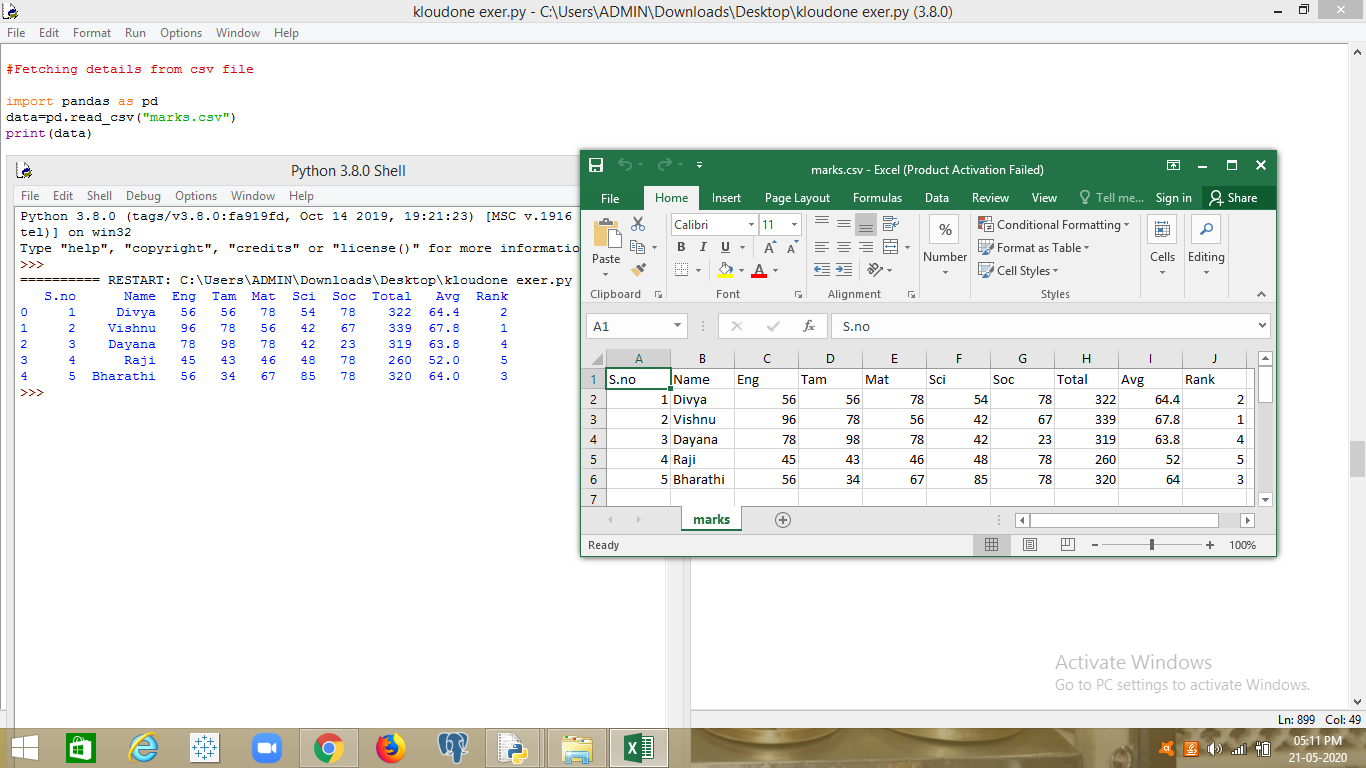 kloudone exer.py - C:\Users\ADMIN\Downloads\Desktop\kloudone exer.py (3.8.0)
File Edit Format Run Options Window Help
#Fetching details from csv file
import pandas as pd
data=pd.read_csv("marks.csv")
print(data)
Python 3.8.0 Shell
File Edit Shell Debug Options Window Help
Python 3.8.0 (tags/v3.8.0:fa919fd, Oct 14 2019, 19:21:23) [MSC v.1916
tel)] on win32
Type "help", "copyright", "credits" or "license()" for more informatio
>>>
========== RESTART: C:\Users\ADMIN\Downloads\Desktop\kloudone exer.py
S.no Name Eng Tam Mat Sci Soc Total Avg Rank
0 1 Divya 56 56 78 54 78 322 64.4 2
1 2 Vishnu 96 78 56 42 67 339 67.8 1
2 3 Dayana 78 98 78 42 23 319 63.8 4
3 4 Raji 45 43 46 48 78 260 52.0 5
4 5 Bharathi 56 34 67 85 78 320 64.0 3
>>>
marks.csv - Excel (Product Activation Failed)
File Home Insert Page Layout Formulas Data Review View Tell me... Sign in Share
Paste
Clipboard
Calibri 11
B I U A A
A
Font
Alignment
%
Number
Conditional Formatting
Format as Table
Cell Styles
Styles
Cells
Editing
A1 fx S.no
A B C D E F G H I J
1 S.no Name Eng Tam Mat Sci Soc Total Avg Rank
2 1 Divya 56 56 78 54 78 322 64.4 2
3 2 Vishnu 96 78 56 42 67 339 67.8 1
4 3 Dayana 78 98 78 42 23 319 63.8 4
5 4 Raji 45 43 46 48 78 260 52 5
6 5 Bharathi 56 34 67 85 78 320 64 3
7
marks
Ready 100%
Activate Windows
Go to PC settings to activate Windows.
Ln: 899 Col: 49
05:11 PM
21-05-2020